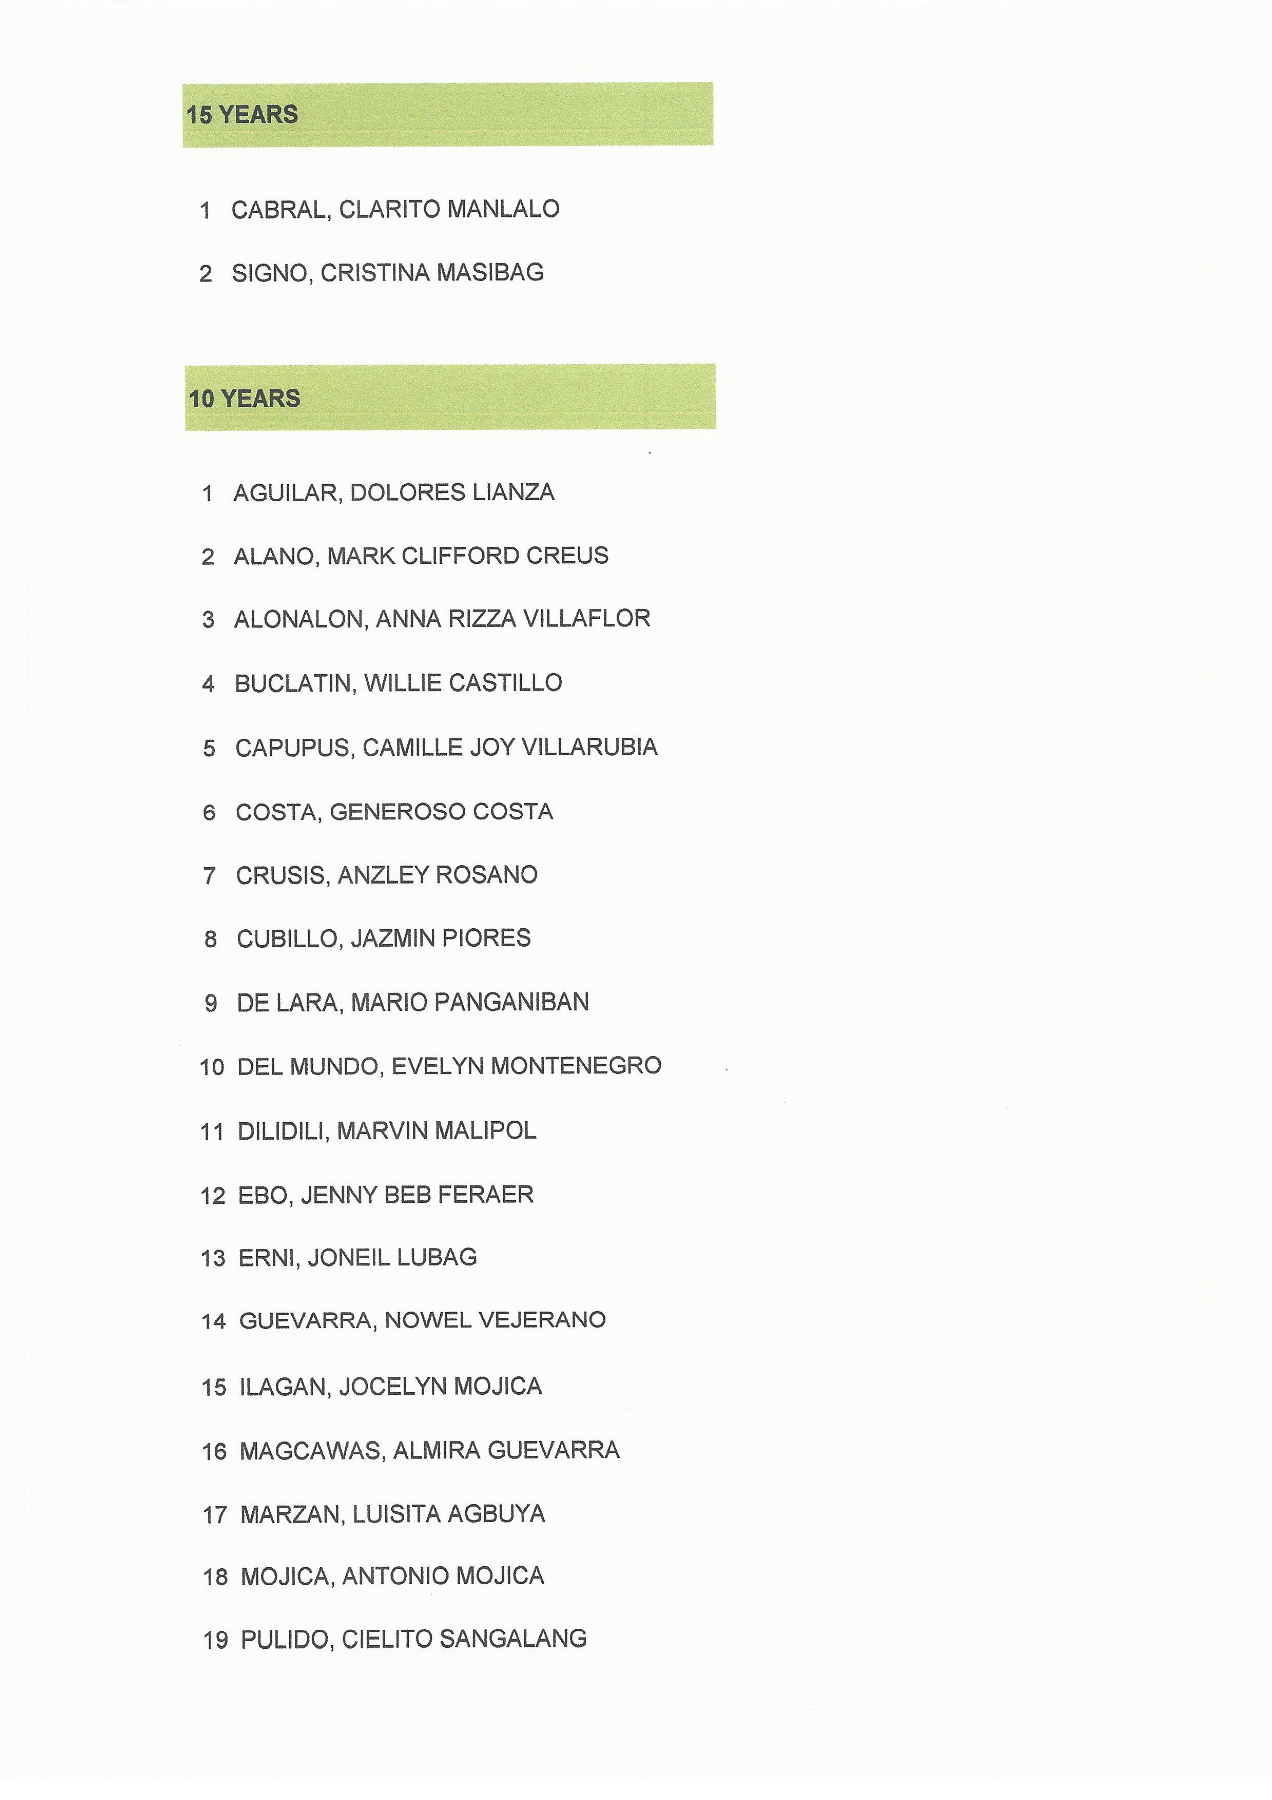 15 YEARS
1 CABRAL, CLARITO MANLALO
2 SIGNO, CRISTINA MASIBAG
10 YEARS
1 AGUILAR, DOLORES LIANZA
2 ALANO, MARK CLIFFORD CREUS
3 ALONALON, ANNA RIZZA VILLAFLOR
4 BUCLATIN, WILLIE CASTILLO
5 CAPUPUS, CAMILLE JOY VILLARUBIA
6 COSTA, GENEROSO COSTA
7 CRUSIS, ANZLEY ROSANO
8 CUBILLO, JAZMIN PIORES
9 DE LARA, MARIO PANGANIBAN
10 DEL MUNDO, EVELYN MONTENEGRO
11 DILIDILI, MARVIN MALIPOL
12 EBO, JENNY BEB FERAER
13 ERNI, JONEIL LUBAG
14 GUEVARRA, NOWEL VEJERANO
15 ILAGAN, JOCELYN MOJICA
16 MAGCAWAS, ALMIRA GUEVARRA
17 MARZAN, LUISITA AGBUYA
18 MOJICA, ANTONIO MOJICA
19 PULIDO, CIELITO SANGALANG